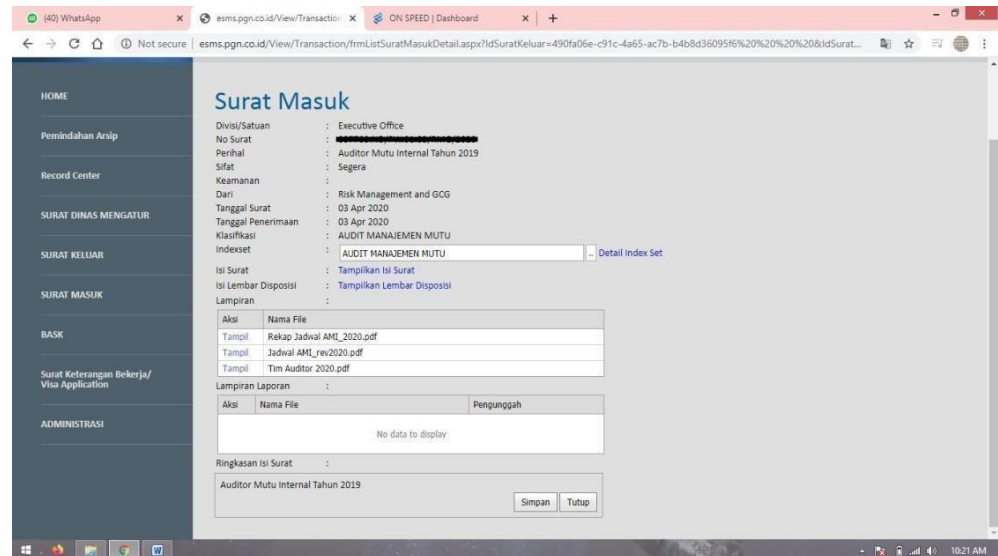 (40) WhatsApp
esms.pgn.co.id/View/Transaction
ON SPEED | Dashboard
Not secure
esms.pgn.co.id/View/Transaction/frmListSuratMasukDetail.aspx?IdSuratKeluar=490fa06e-c91c-4a65-ac7b-b4b8d36095f6%20%20%20%20&IdSurat...
HOME
Pemindahan Arsip
Record Center
SURAT DINAS MENGATUR
SURAT KELUAR
SURAT MASUK
BASK
Surat Keterangan Bekerja/
Visa Application
ADMINISTRASI
Surat Masuk
Divisi/Satuan : Executive Office
No Surat :
Perihal : Auditor Mutu Internal Tahun 2019
Sifat : Segera
Keamanan :
Dari : Risk Management and GCG
Tanggal Surat : 03 Apr 2020
Tanggal Penerimaan : 03 Apr 2020
Klasifikasi : AUDIT MANAJEMEN MUTU
Indexset : AUDIT MANAJEMEN MUTU .. Detail Index Set
Isi Surat : Tampilkan Isi Surat
Isi Lembar Disposisi : Tampilkan Lembar Disposisi
Lampiran :
Aksi Nama File
Tampil Rekap Jadwal AMI_2020.pdf
Tampil Jadwal AMI_rev2020.pdf
Tampil Tim Auditor 2020.pdf
Lampiran Laporan :
Aksi Nama File Pengunggah
No data to display
Ringkasan Isi Surat :
Auditor Mutu Internal Tahun 2019
Simpan Tutup
10:21 AM